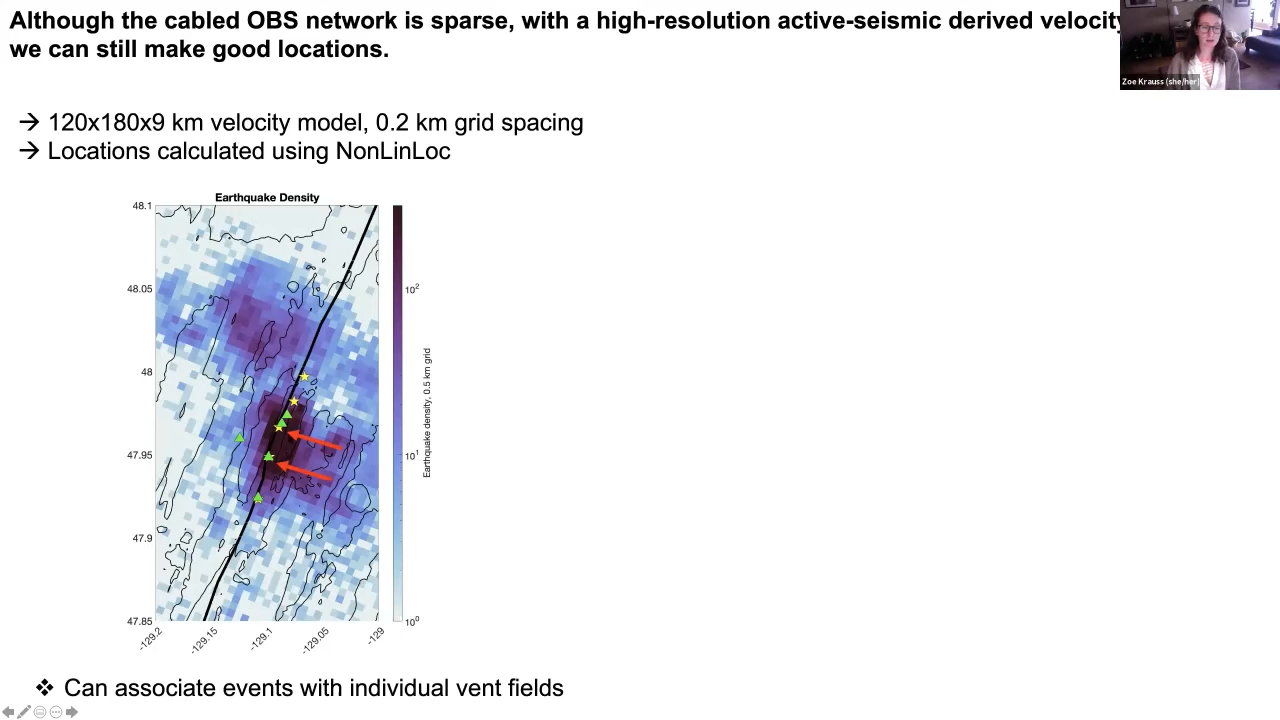 Although the cabled OBS network is sparse, with a high-resolution active-seismic derived velocity
we can still make good locations.
Zoe Krauss (she/her)
→ 120x180x9 km velocity model, 0.2 km grid spacing
→ Locations calculated using NonLinLoc
Earthquake Density
48.1
48.05
48
47.95
47.9
47.85
-129.2
-129.15
-129.1
-129.05
-129
10²
10¹
10⁰
Earthquake density, 0.5 km grid
❖ Can associate events with individual vent fields